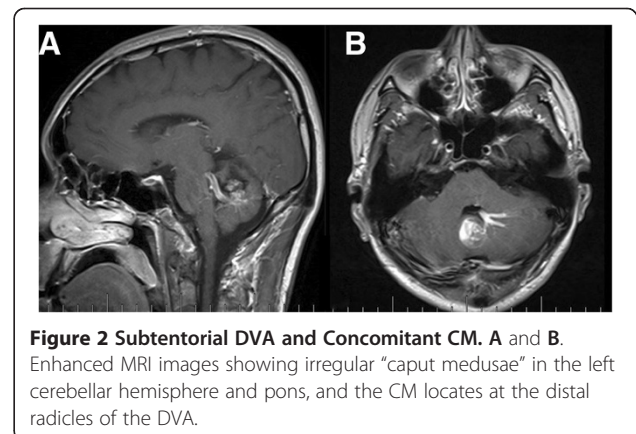 A
B
Figure 2 Subtentorial DVA and Concomitant CM. A and B.
Enhanced MRI images showing irregular "caput medusae" in the left
cerebellar hemisphere and pons, and the CM locates at the distal
radicles of the DVA.